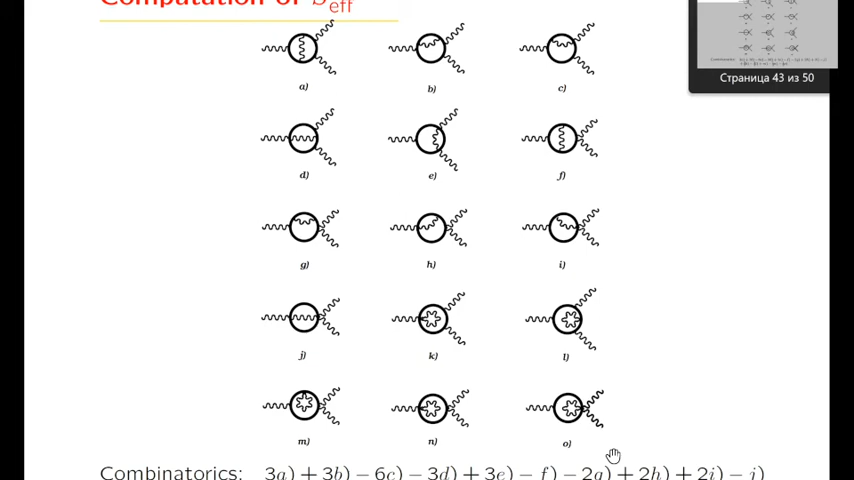 Computation of S_eff
Страница 43 из 50
a) b) c)
d) e) f)
g) h) i)
j) k) l)
m) n) o)
Combinatorics: 3a) + 3b) − 6c) − 3d) + 3e) − f) − 2g) + 2h) + 2i) − j)